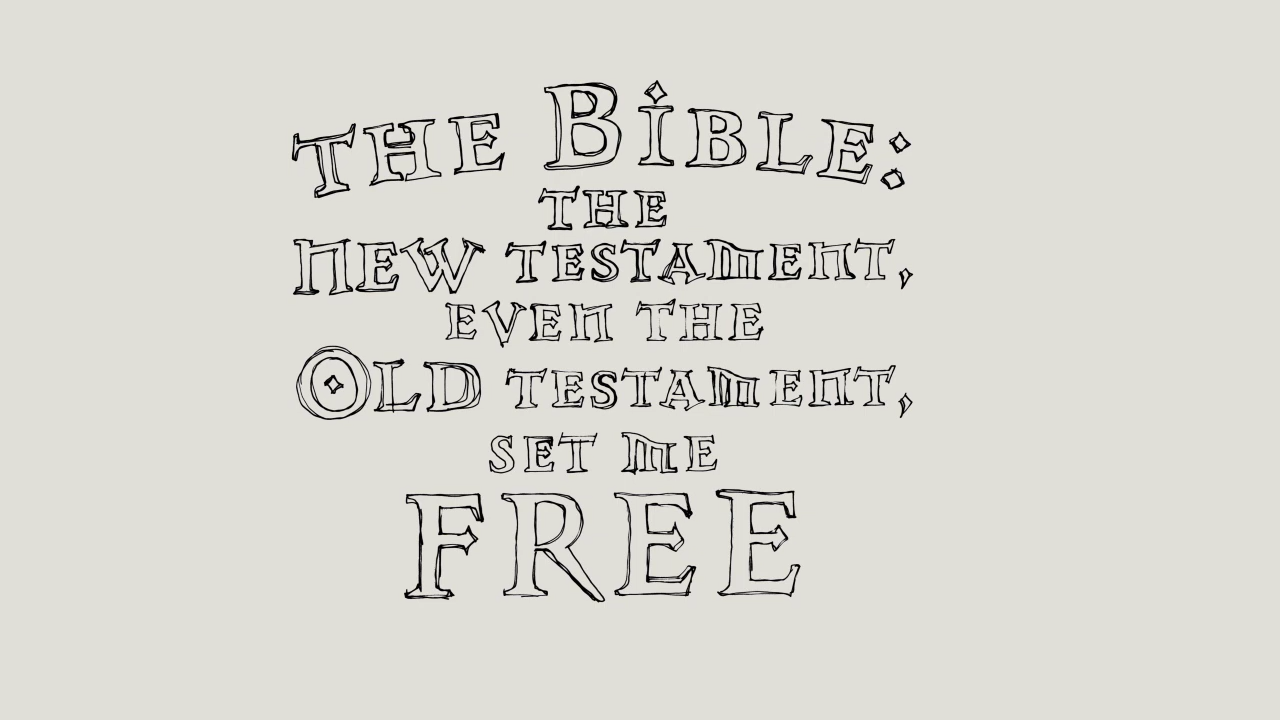 THE BIBLE:
THE
NEW TESTAMENT,
EVEN THE
OLD TESTAMENT,
SET ME
FREE